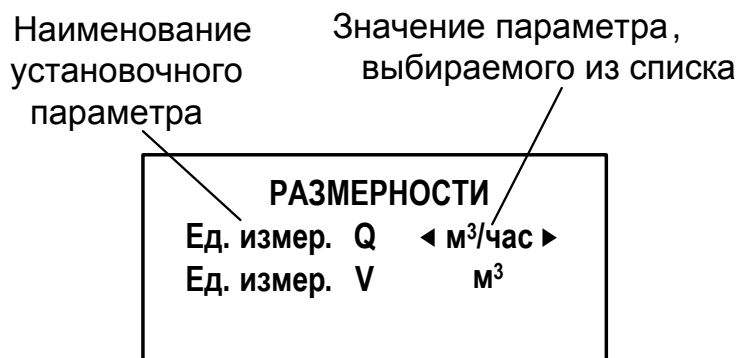 Наименование
установочного
параметра
Значение параметра,
выбираемого из списка
РАЗМЕРНОСТИ
Ед. измер. Q ◄ м³/час ►
Ед. измер. V м³